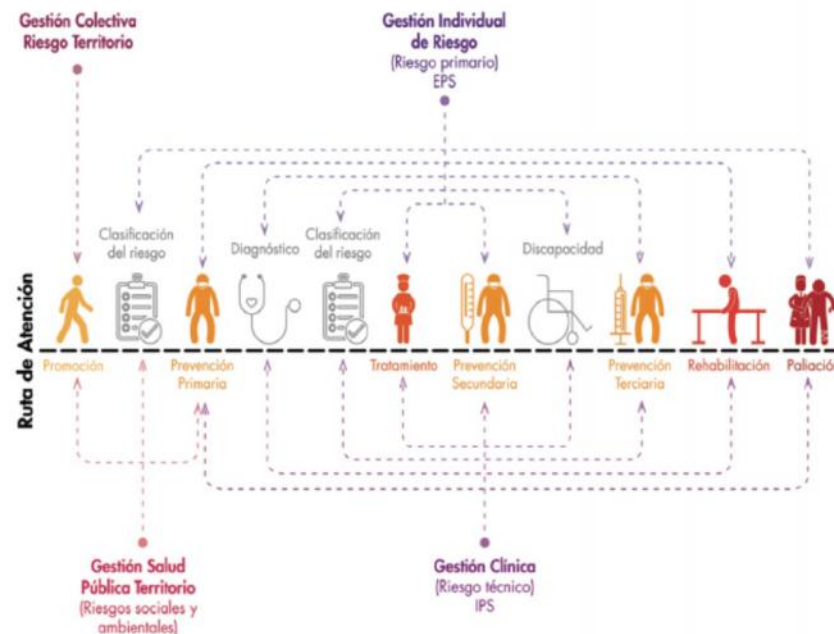 Gestión Colectiva
Riesgo Territorio
Gestión Individual
de Riesgo
(Riesgo primario)
EPS
Clasificación
del riesgo
Diagnóstico
Clasificación
del riesgo
Discapacidad
Ruta de Atención
Promoción
Prevención
Primaria
Tratamiento
Prevención
Secundaria
Prevención
Terciaria
Rehabilitación
Paliació
Gestión Salud
Pública Territorio
(Riesgos sociales y
ambientales)
Gestión Clínica
(Riesgo técnico)
IPS